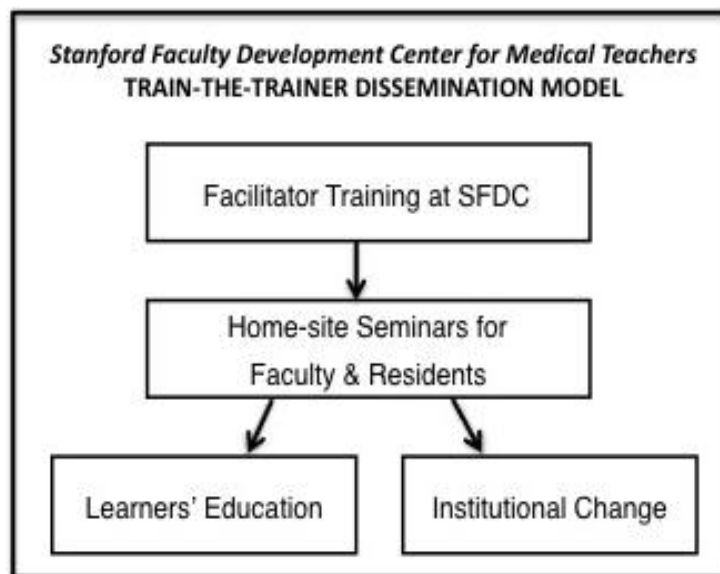 Stanford Faculty Development Center for Medical Teachers
TRAIN-THE-TRAINER DISSEMINATION MODEL
Facilitator Training at SFDC
Home-site Seminars for
Faculty & Residents
Learners' Education
Institutional Change